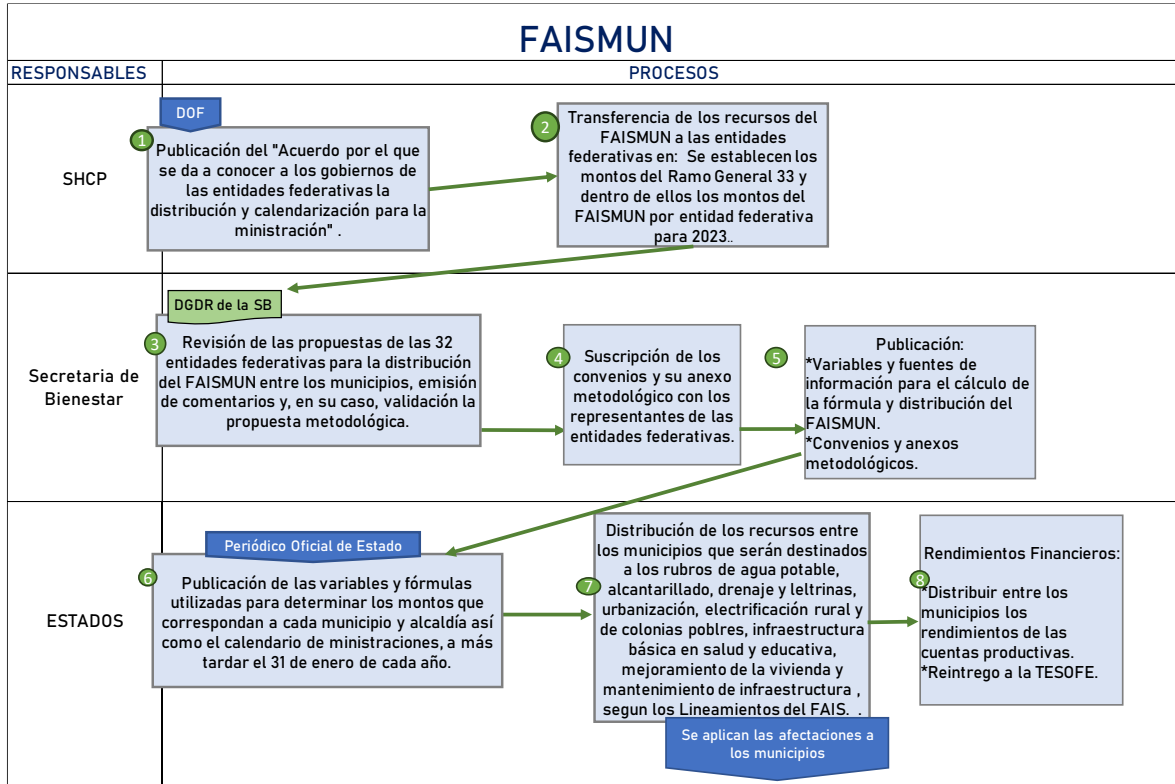 FAISMUN
RESPONSABLES
PROCESOS
SHCP
DOF
1
Publicación del "Acuerdo por el que
se da a conocer a los gobiernos de
las entidades federativas la
distribución y calendarización para la
ministración" .
2
Transferencia de los recursos del
FAISMUN a las entidades
federativas en: Se establecen los
montos del Ramo General 33 y
dentro de ellos los montos del
FAISMUN por entidad federativa
para 2023..
Secretaria de
Bienestar
DGDR de la SB
3
Revisión de las propuestas de las 32
entidades federativas para la distribución
del FAISMUN entre los municipios, emisión
de comentarios y, en su caso, validación la
propuesta metodológica.
4
Suscripción de los
convenios y su anexo
metodológico con los
representantes de las
entidades federativas.
5
Publicación:
*Variables y fuentes de
información para el cálculo de
la fórmula y distribución del
FAISMUN.
*Convenios y anexos
metodológicos.
ESTADOS
Periódico Oficial de Estado
6
Publicación de las variables y fórmulas
utilizadas para determinar los montos que
correspondan a cada municipio y alcaldía así
como el calendario de ministraciones, a más
tardar el 31 de enero de cada año.
7
Distribución de los recursos entre
los municipios que serán destinados
a los rubros de agua potable,
alcantarillado, drenaje y leltrinas,
urbanización, electrificación rural y
de colonias poblres, infraestructura
básica en salud y educativa,
mejoramiento de la vivienda y
mantenimiento de infraestructura ,
segun los Lineamientos del FAIS. .
Se aplican las afectaciones a
los municipios
8
Rendimientos Financieros:
*Distribuir entre los
municipios los
rendimientos de las
cuentas productivas.
*Reintrego a la TESOFE.